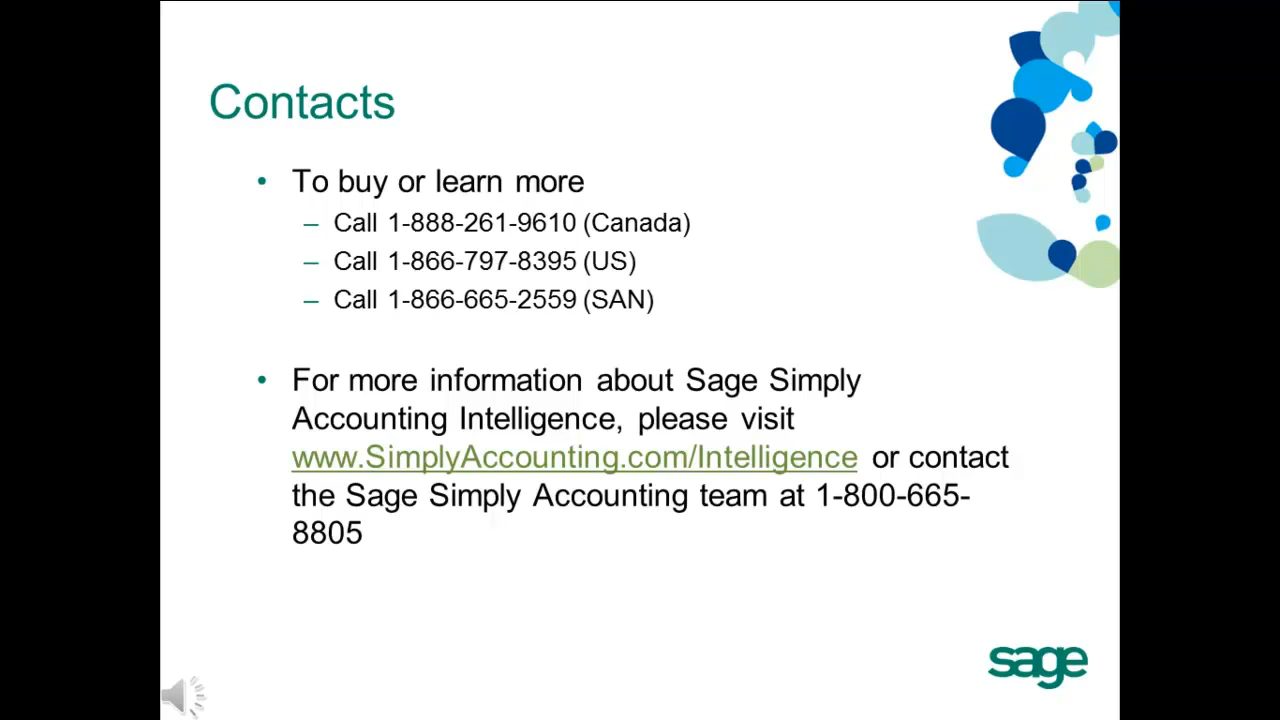 Contacts
• To buy or learn more
– Call 1-888-261-9610 (Canada)
– Call 1-866-797-8395 (US)
– Call 1-866-665-2559 (SAN)
• For more information about Sage Simply
Accounting Intelligence, please visit
www.SimplyAccounting.com/Intelligence or contact
the Sage Simply Accounting team at 1-800-665-
8805
sage